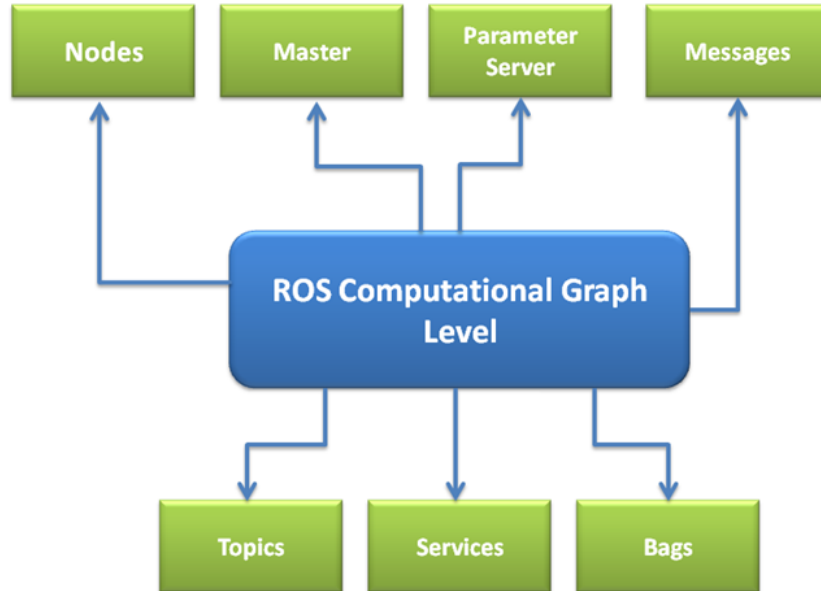 Nodes
Master
Parameter
Server
Messages
ROS Computational Graph
Level
Topics
Services
Bags